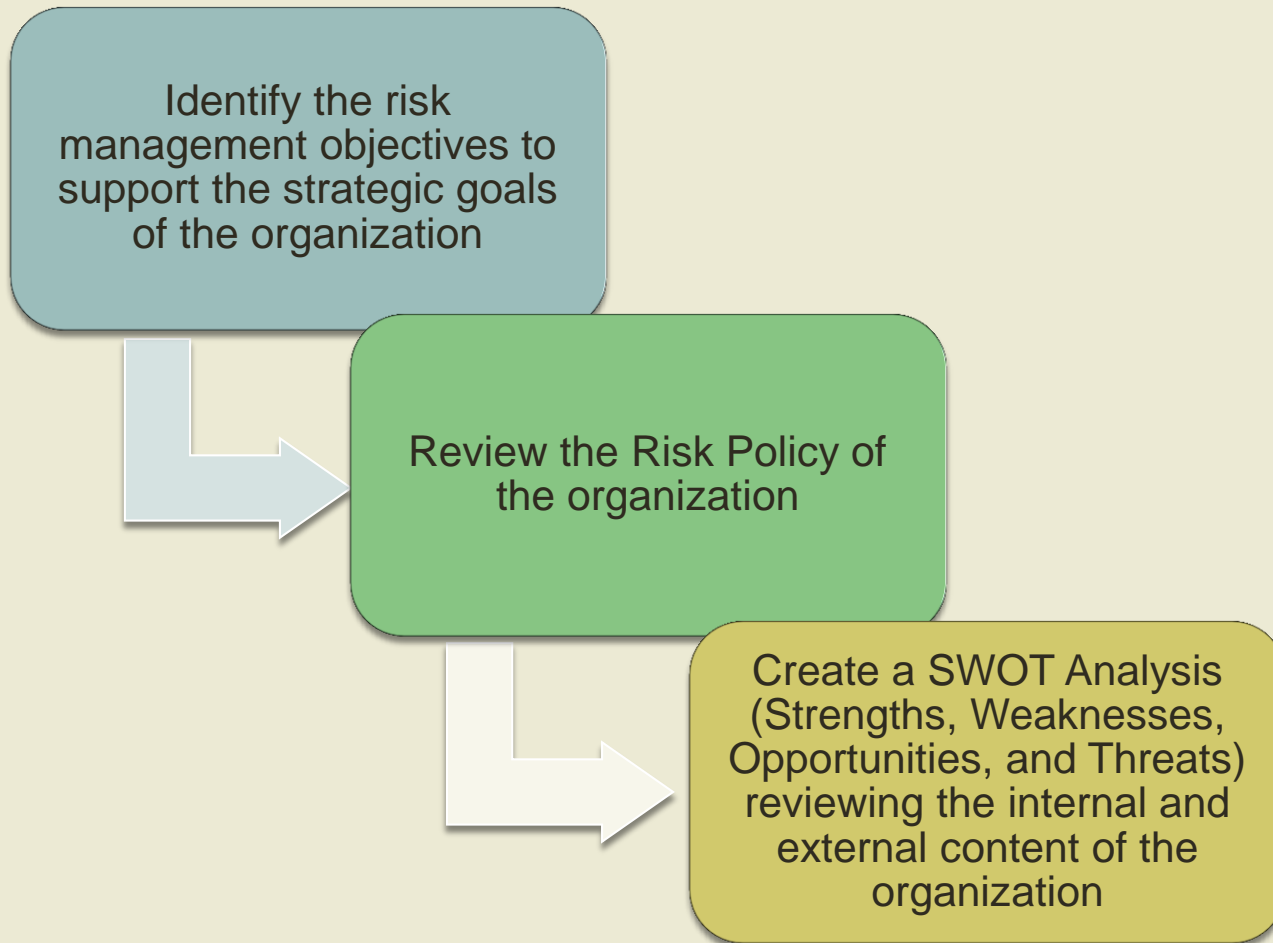 Identify the risk
management objectives to
support the strategic goals
of the organization
Review the Risk Policy of
the organization
Create a SWOT Analysis
(Strengths, Weaknesses,
Opportunities, and Threats)
reviewing the internal and
external content of the
organization